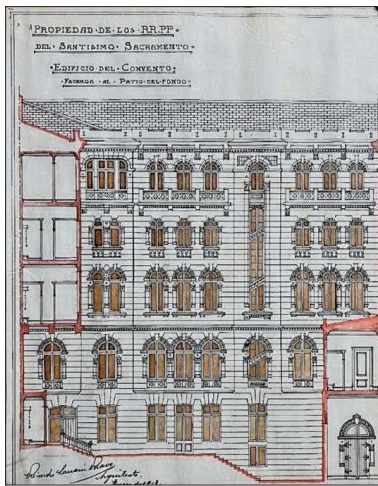 PROPIEDAD·DE·LOS·RR.PP·
DEL·SANTISIMO·SACRAMENTO·
·EDIFICIO·DEL·CONVENTO;
·FACHADA·AL·PATIO·DEL·FONDO·
Arquitecto